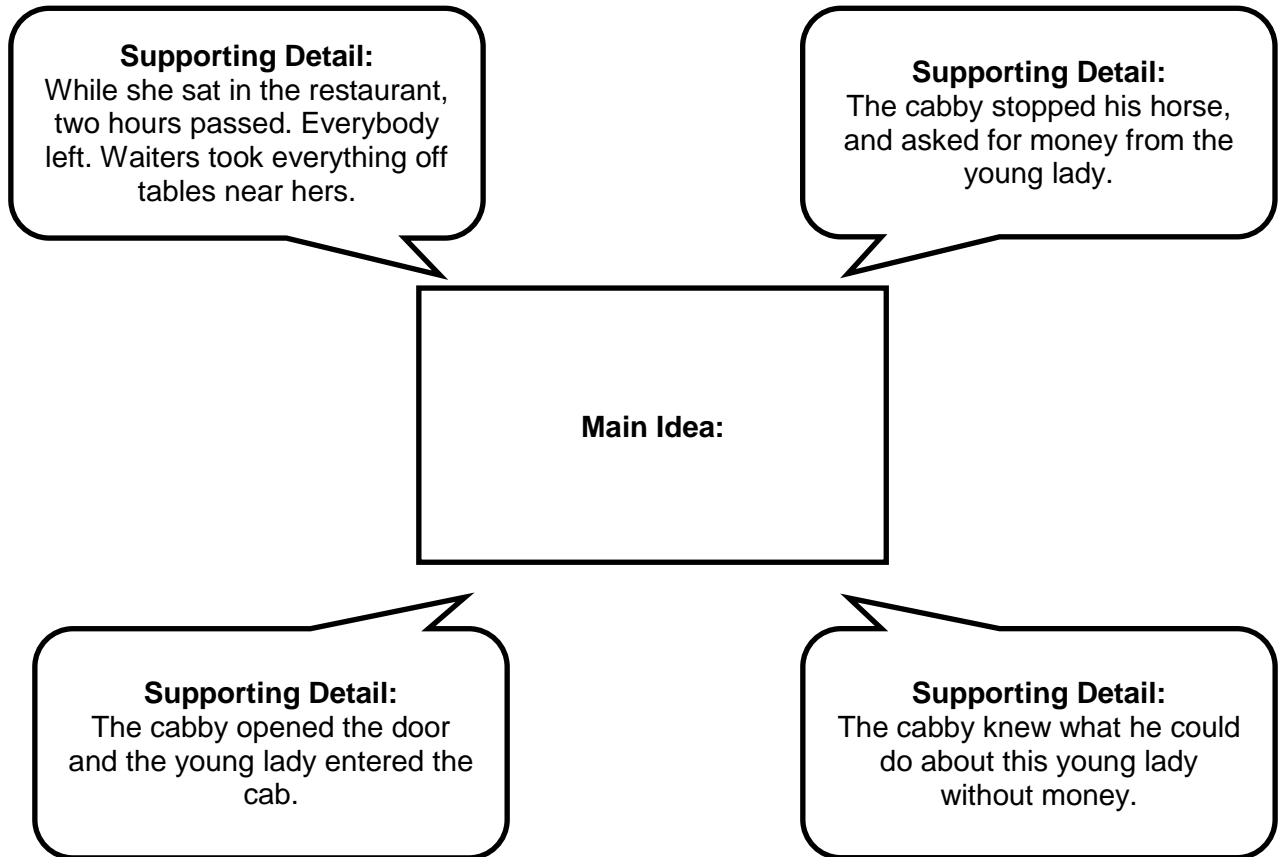 Supporting Detail:
While she sat in the restaurant,
two hours passed. Everybody
left. Waiters took everything off
tables near hers.
Supporting Detail:
The cabby stopped his horse,
and asked for money from the
young lady.
Main Idea:
Supporting Detail:
The cabby opened the door
and the young lady entered the
cab.
Supporting Detail:
The cabby knew what he could
do about this young lady
without money.